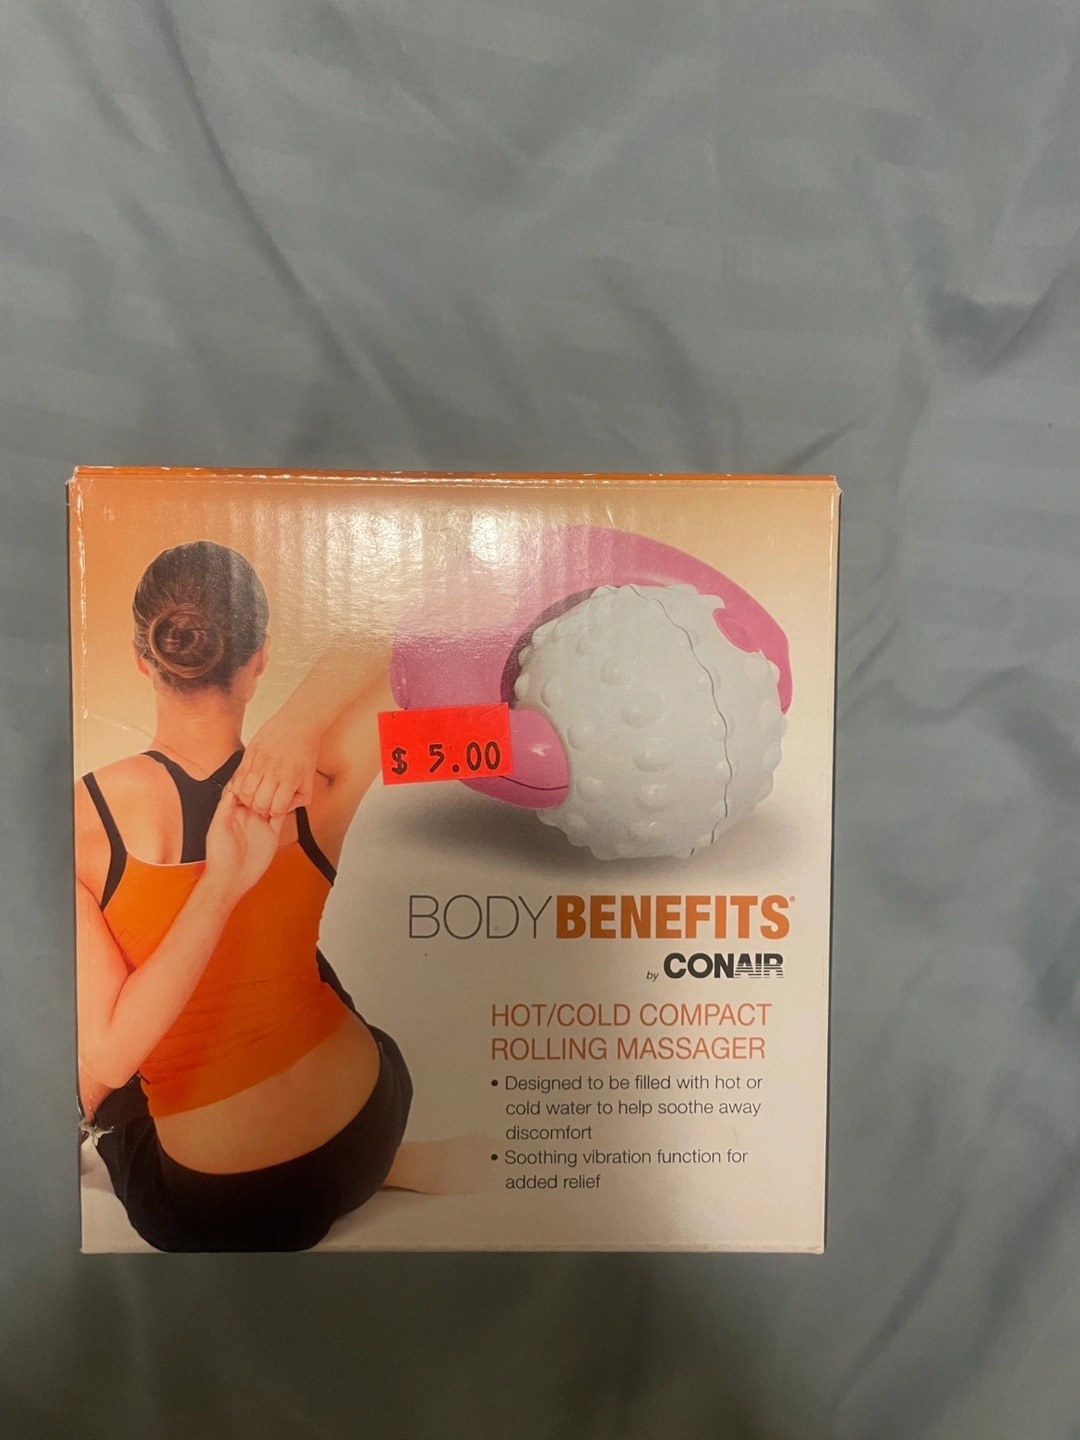 $ 5.00
BODYBENEFITS®
by CONAIR
HOT/COLD COMPACT
ROLLING MASSAGER
• Designed to be filled with hot or
cold water to help soothe away
discomfort
• Soothing vibration function for
added relief